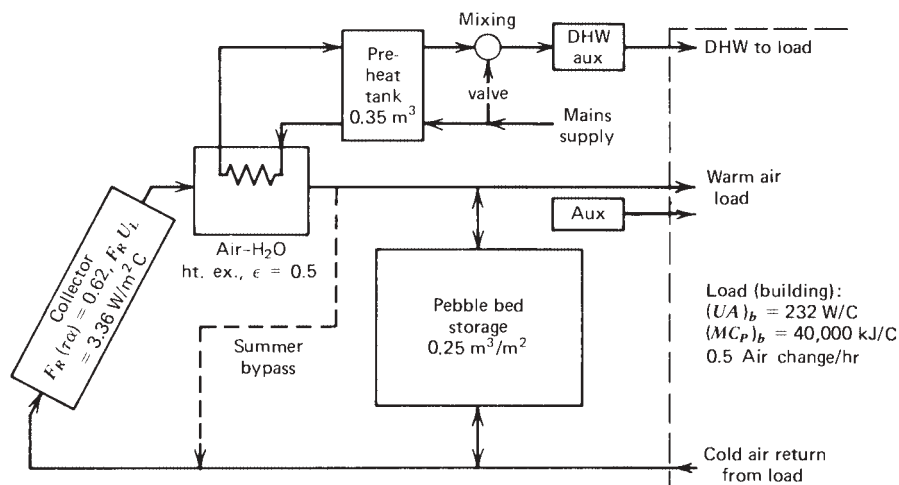 Mixing
Pre-
heat
tank
0.35 m³
DHW
aux
DHW to load
valve
Mains
supply
Warm air
load
Aux
Air–H₂O
ht. ex., ϵ = 0.5
Collector
F_R (τα) = 0.62, F_R U_L
= 3.36 W/m² C
Pebble bed
storage
0.25 m³/m²
Summer
bypass
Load (building):
(UA)_b = 232 W/C
(MC_P)_b = 40,000 kJ/C
0.5 Air change/hr
Cold air return
from load